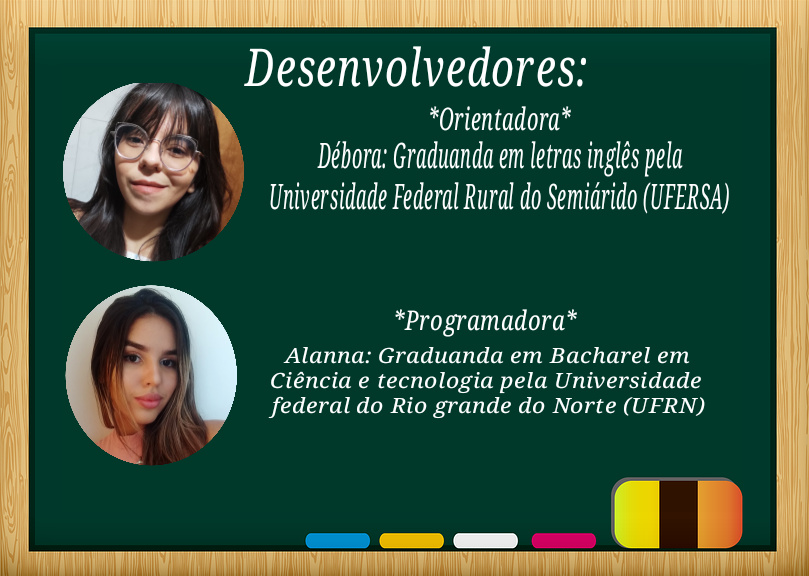 Desenvolvedores:
*Orientadora*
Débora: Graduanda em letras inglês pela
Universidade Federal Rural do Semiárido (UFERSA)
*Programadora*
Alanna: Graduanda em Bacharel em
Ciência e tecnologia pela Universidade
federal do Rio grande do Norte (UFRN)